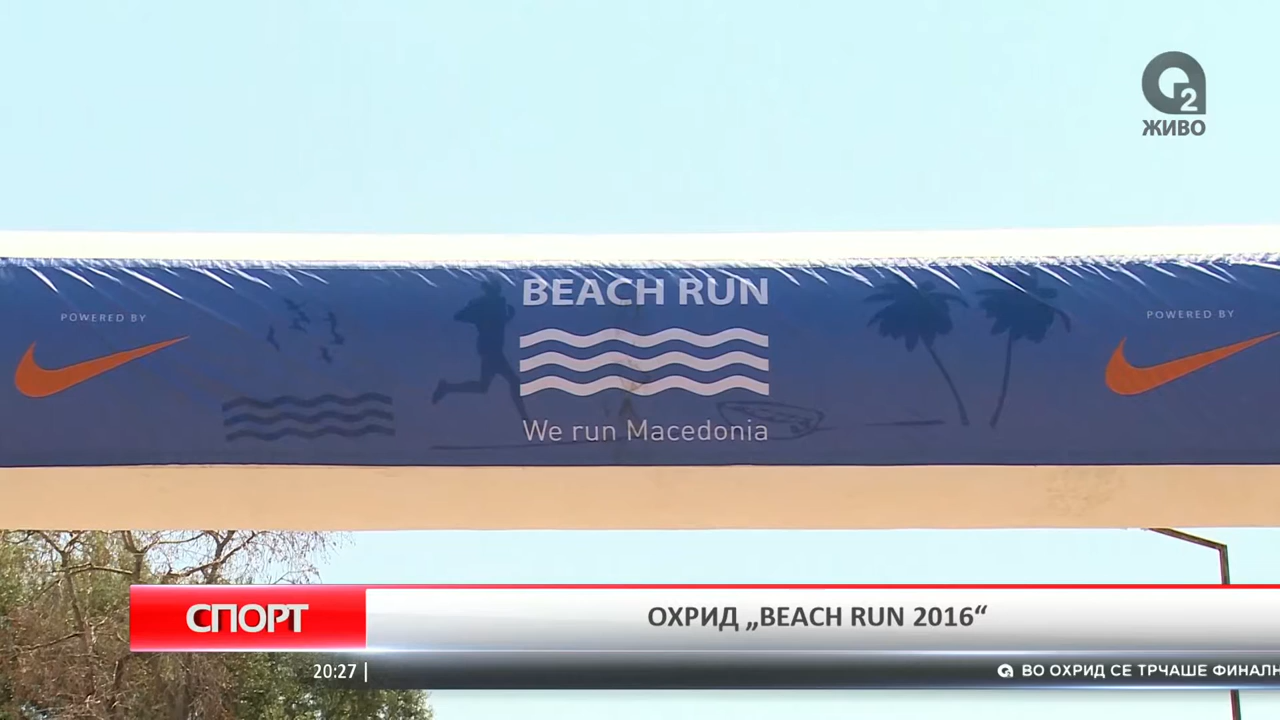 2
ЖИВО
BEACH RUN
POWERED BY
POWERED BY
We run Macedonia
СПОРТ
ОХРИД „BEACH RUN 2016“
20:27
ВО ОХРИД СЕ ТРЧАШЕ